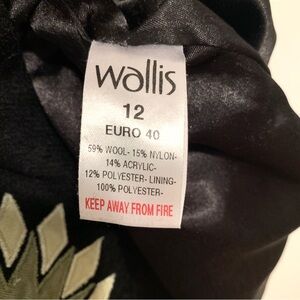 wallis
12
EURO 40
59% WOOL- 15% NYLON-
14% ACRYLIC-
12% POLYESTER- LINING-
100% POLYESTER-
KEEP AWAY FROM FIRE